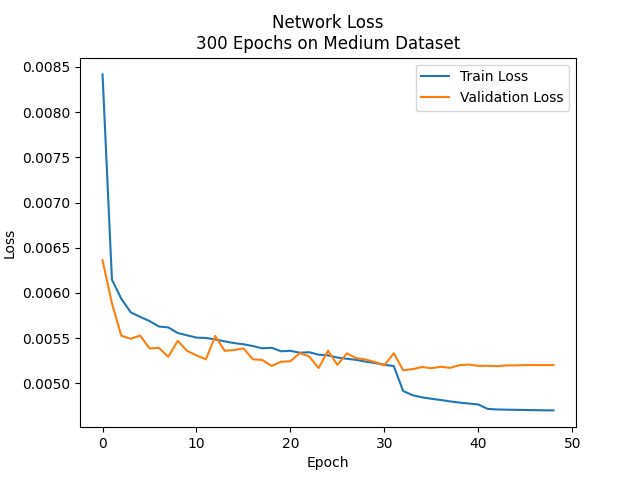 Network Loss
300 Epochs on Medium Dataset
Train Loss
Validation Loss
0.0085
0.0080
0.0075
0.0070
0.0065
0.0060
0.0055
0.0050
Loss
0
10
20
30
40
50
Epoch